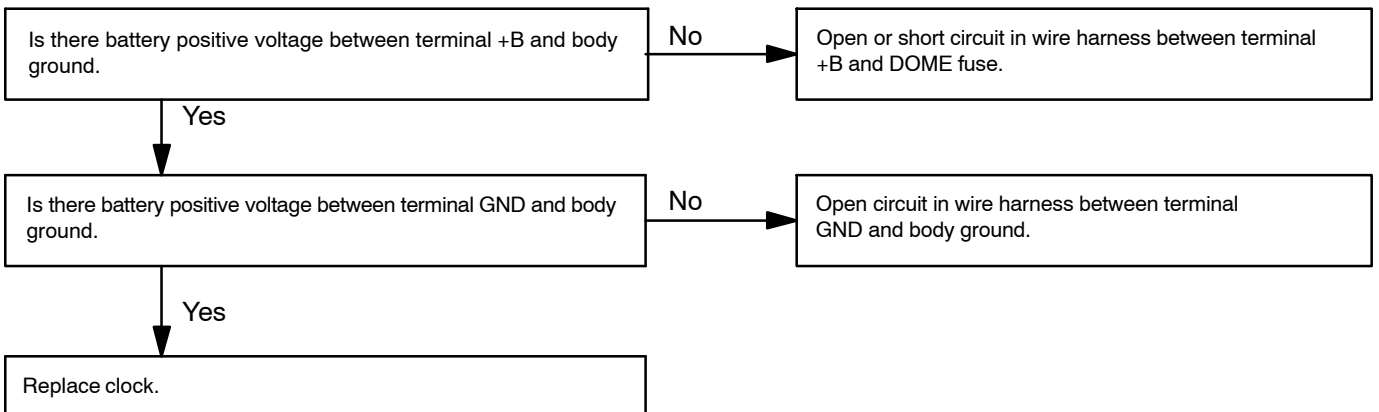 Is there battery positive voltage between terminal +B and body
ground.
No
Open or short circuit in wire harness between terminal
+B and DOME fuse.
Yes
Is there battery positive voltage between terminal GND and body
ground.
No
Open circuit in wire harness between terminal
GND and body ground.
Yes
Replace clock.